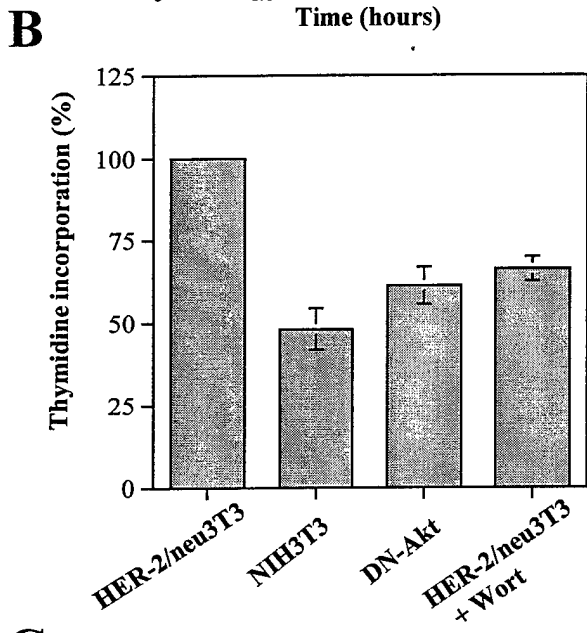 Time (hours)
B
Thymidine incorporation (%)
125
100
75
50
25
0
HER-2/neu3T3
NIH3T3
DN-Akt
HER-2/neu3T3
+ Wort